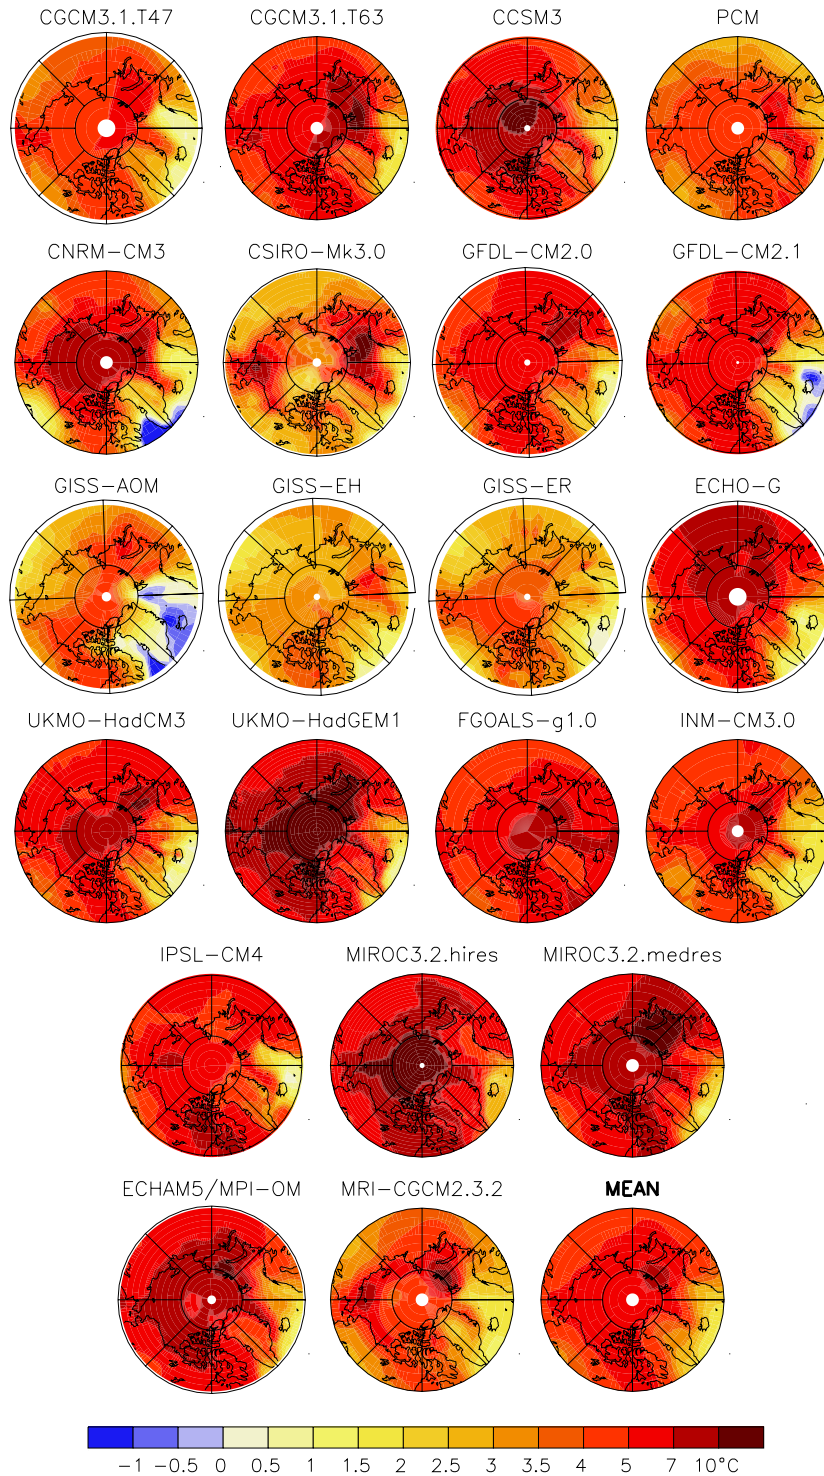 CGCM3.1.T47 CGCM3.1.T63 CCSM3 PCM
CNRM−CM3 CSIRO−Mk3.0 GFDL−CM2.0 GFDL−CM2.1
GISS−AOM GISS−EH GISS−ER ECHO−G
UKMO−HadCM3 UKMO−HadGEM1 FGOALS−g1.0 INM−CM3.0
IPSL−CM4 MIROC3.2.hires MIROC3.2.medres
ECHAM5/MPI−OM MRI−CGCM2.3.2 MEAN
−1 −0.5 0 0.5 1 1.5 2 2.5 3 3.5 4 5 7 10°C